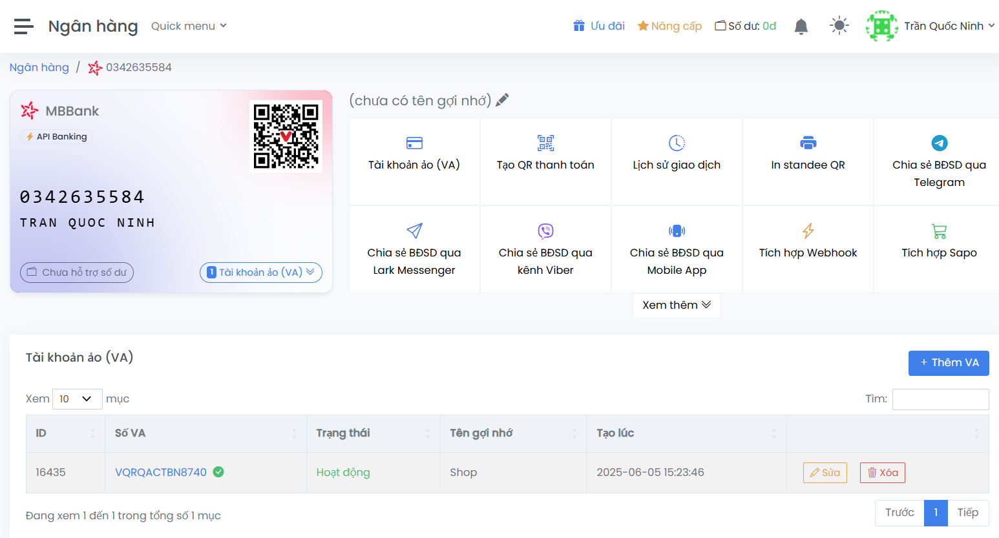 Ngân hàng
Quick menu
Ưu đãi
Nâng cấp
Số dư: 0đ
Trần Quốc Ninh
Ngân hàng / 0342635584
MBBank
API Banking
0342635584
TRAN QUOC NINH
Chưa hỗ trợ số dư
1 Tài khoản ảo (VA)
(chưa có tên gợi nhớ)
Tài khoản ảo (VA)
Tạo QR thanh toán
Lịch sử giao dịch
In standee QR
Chia sẻ BĐSD qua
Telegram
Chia sẻ BĐSD qua
Lark Messenger
Chia sẻ BĐSD qua
kênh Viber
Chia sẻ BĐSD qua
Mobile App
Tích hợp Webhook
Tích hợp Sapo
Xem thêm
Tài khoản ảo (VA)
+ Thêm VA
Xem 10 mục
Tìm:
ID Số VA Trạng thái Tên gợi nhớ Tạo lúc
16435 VQRQACTBN8740 Hoạt động Shop 2025-06-05 15:23:46 Sửa Xóa
Đang xem 1 đến 1 trong tổng số 1 mục
Trước 1 Tiếp